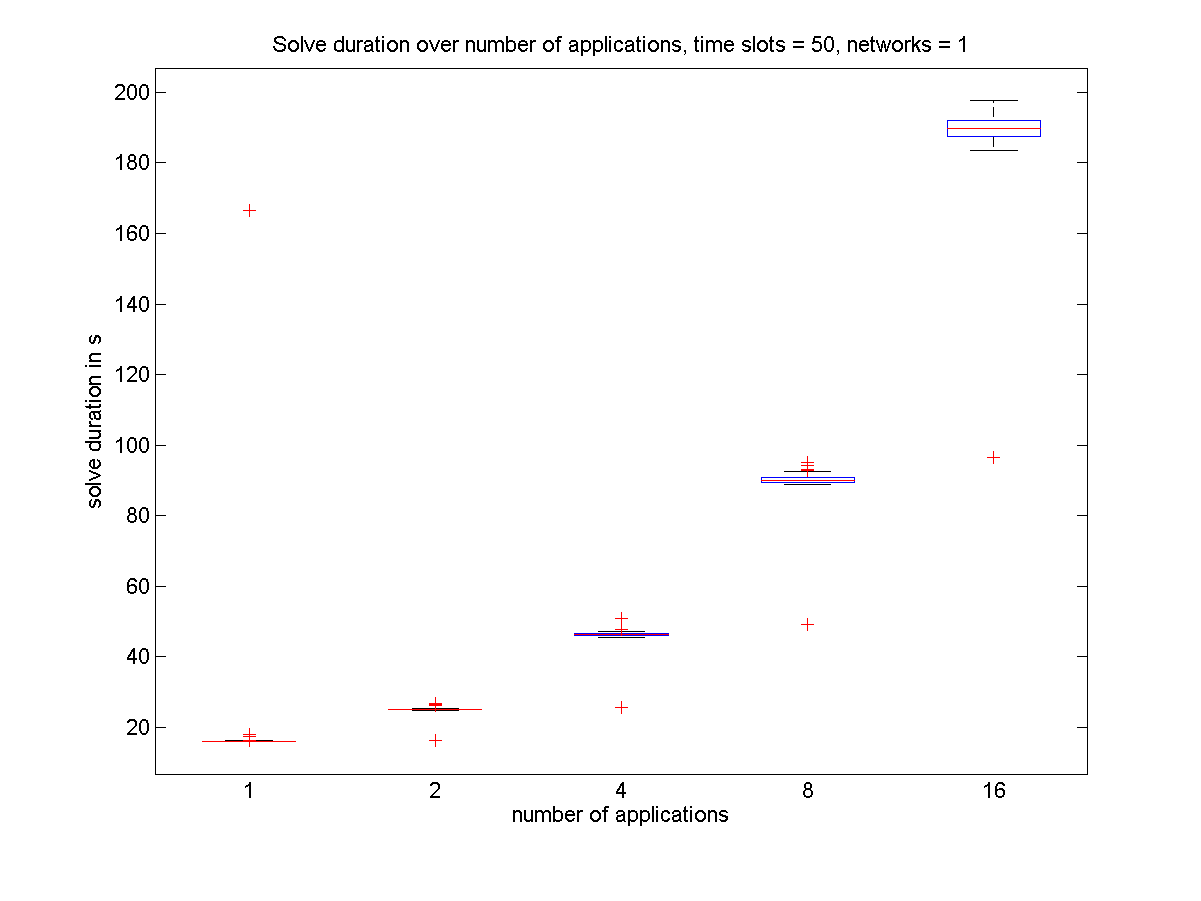 Solve duration over number of applications, time slots = 50, networks = 1
200
180
160
140
120
100
80
60
40
20
solve duration in s
1 2 4 8 16
number of applications